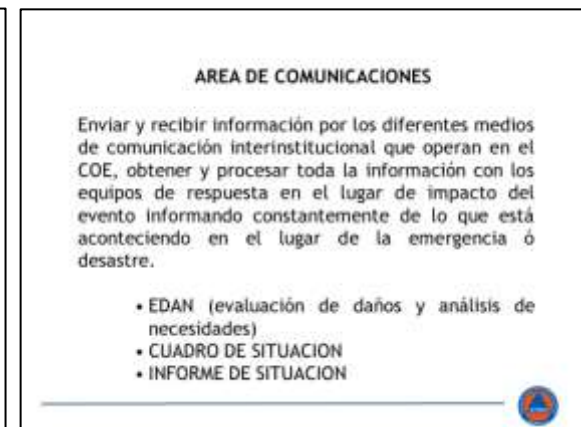 AREA DE COMUNICACIONES
Enviar y recibir información por los diferentes medios
de comunicación interinstitucional que operan en el
COE, obtener y procesar toda la información con los
equipos de respuesta en el lugar de impacto del
evento informando constantemente de lo que está
aconteciendo en el lugar de la emergencia ó
desastre.
• EDAN (evaluación de daños y análisis de
necesidades)
• CUADRO DE SITUACION
• INFORME DE SITUACION